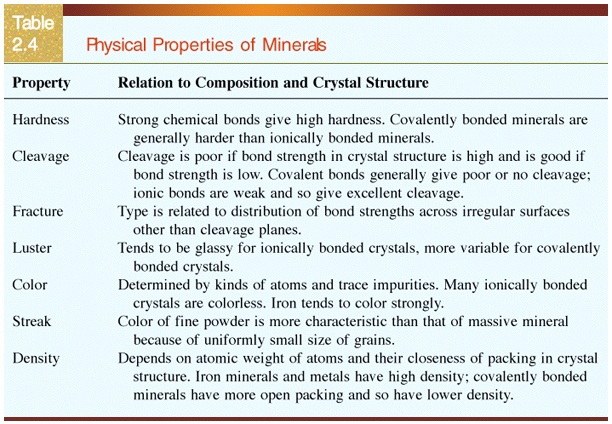 Table
2.4
Physical Properties of Minerals
Property Relation to Composition and Crystal Structure
Hardness Strong chemical bonds give high hardness. Covalently bonded minerals are
generally harder than ionically bonded minerals.
Cleavage Cleavage is poor if bond strength in crystal structure is high and is good if
bond strength is low. Covalent bonds generally give poor or no cleavage;
ionic bonds are weak and so give excellent cleavage.
Fracture Type is related to distribution of bond strengths across irregular surfaces
other than cleavage planes.
Luster Tends to be glassy for ionically bonded crystals, more variable for covalently
bonded crystals.
Color Determined by kinds of atoms and trace impurities. Many ionically bonded
crystals are colorless. Iron tends to color strongly.
Streak Color of fine powder is more characteristic than that of massive mineral
because of uniformly small size of grains.
Density Depends on atomic weight of atoms and their closeness of packing in crystal
structure. Iron minerals and metals have high density; covalently bonded
minerals have more open packing and so have lower density.